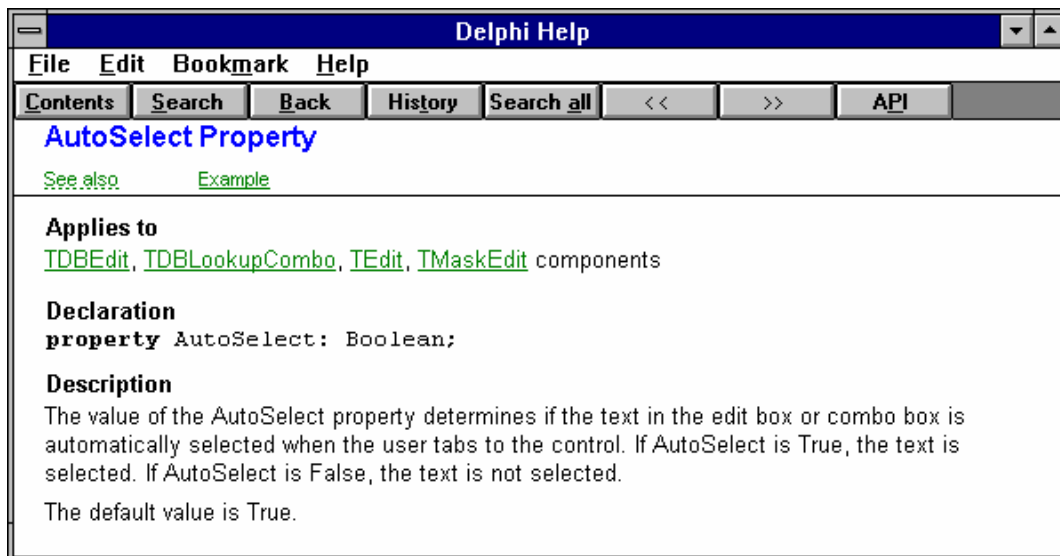 Delphi Help
File Edit Bookmark Help
Contents Search Back History Search all << >> API
AutoSelect Property
See also Example
Applies to
TDBEdit, TDBLookupCombo, TEdit, TMaskEdit components
Declaration
property AutoSelect: Boolean;
Description
The value of the AutoSelect property determines if the text in the edit box or combo box is
automatically selected when the user tabs to the control. If AutoSelect is True, the text is
selected. If AutoSelect is False, the text is not selected.
The default value is True.